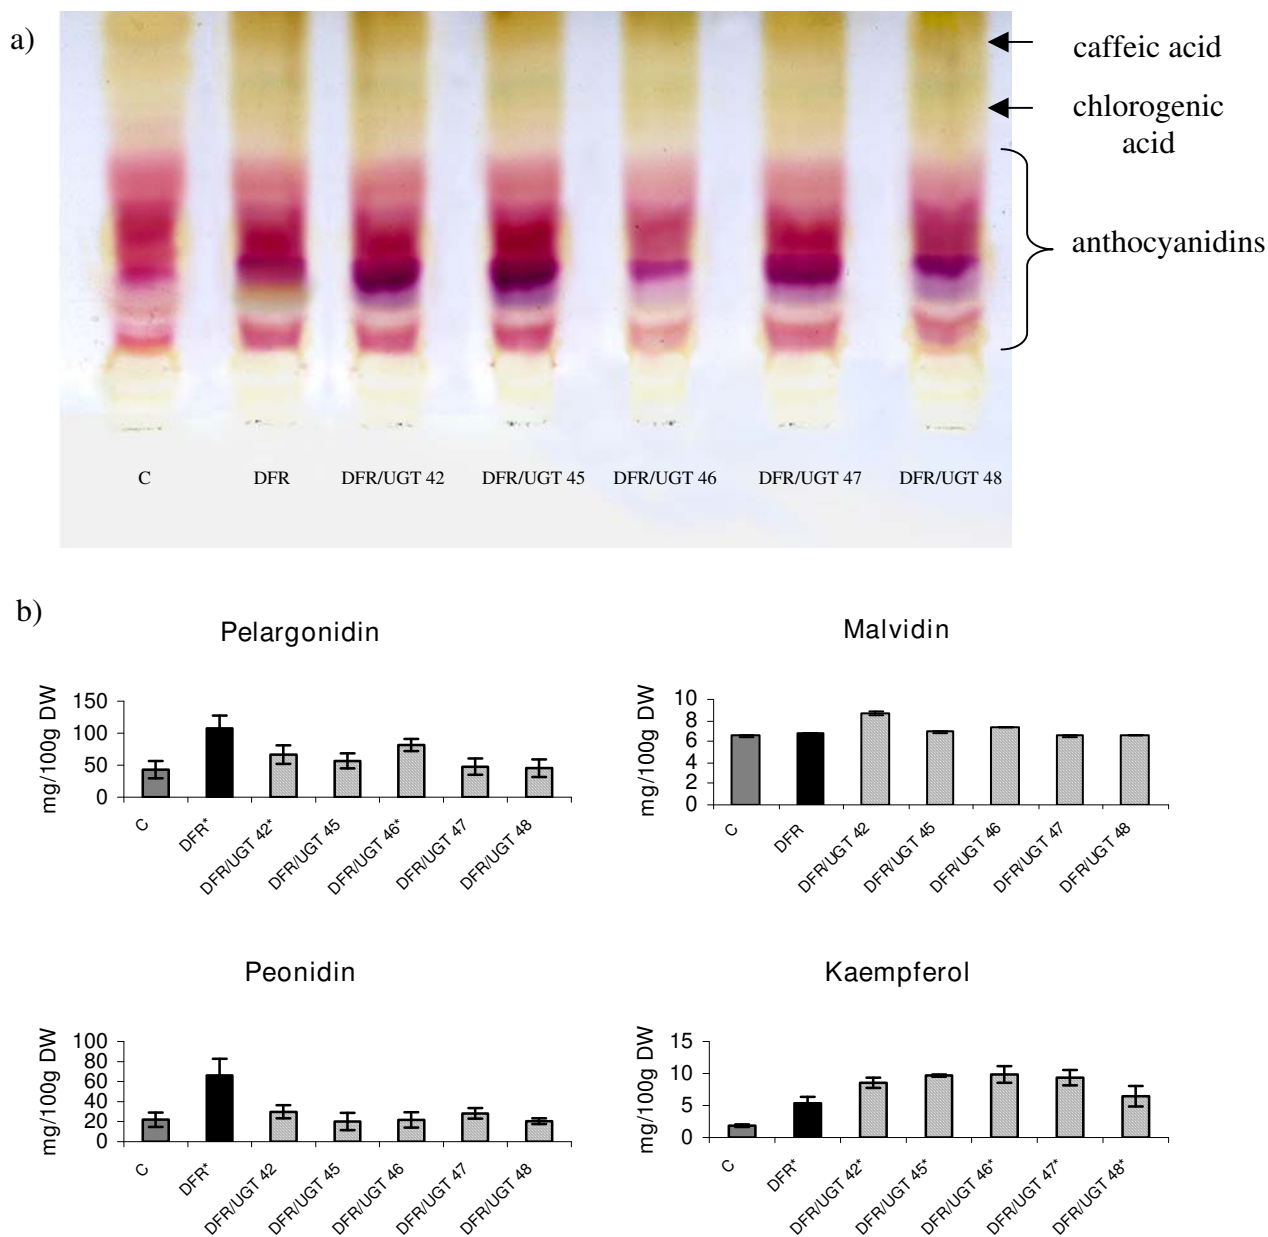 a)
caffeic acid
chlorogenic
acid
anthocyanidins
C DFR DFR/UGT 42 DFR/UGT 45 DFR/UGT 46 DFR/UGT 47 DFR/UGT 48
b)
Pelargonidin
mg/100g DW
150
100
50
0
C DFR* DFR/UGT 42* DFR/UGT 45 DFR/UGT 46* DFR/UGT 47 DFR/UGT 48
Malvidin
mg/100g DW
10
8
6
4
2
0
C DFR DFR/UGT 42 DFR/UGT 45 DFR/UGT 46 DFR/UGT 47 DFR/UGT 48
Peonidin
mg/100g DW
100
80
60
40
20
0
C DFR* DFR/UGT 42 DFR/UGT 45 DFR/UGT 46 DFR/UGT 47 DFR/UGT 48
Kaempferol
mg/100g DW
15
10
5
0
C DFR* DFR/UGT 42* DFR/UGT 45* DFR/UGT 46* DFR/UGT 47* DFR/UGT 48*